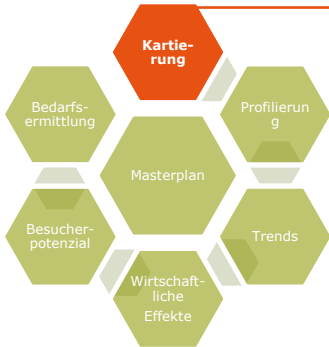 Kartie-
rung
Bedarfs-
ermittlung
Profilierun
g
Masterplan
Besucher-
potenzial
Trends
Wirtschaft-
liche
Effekte